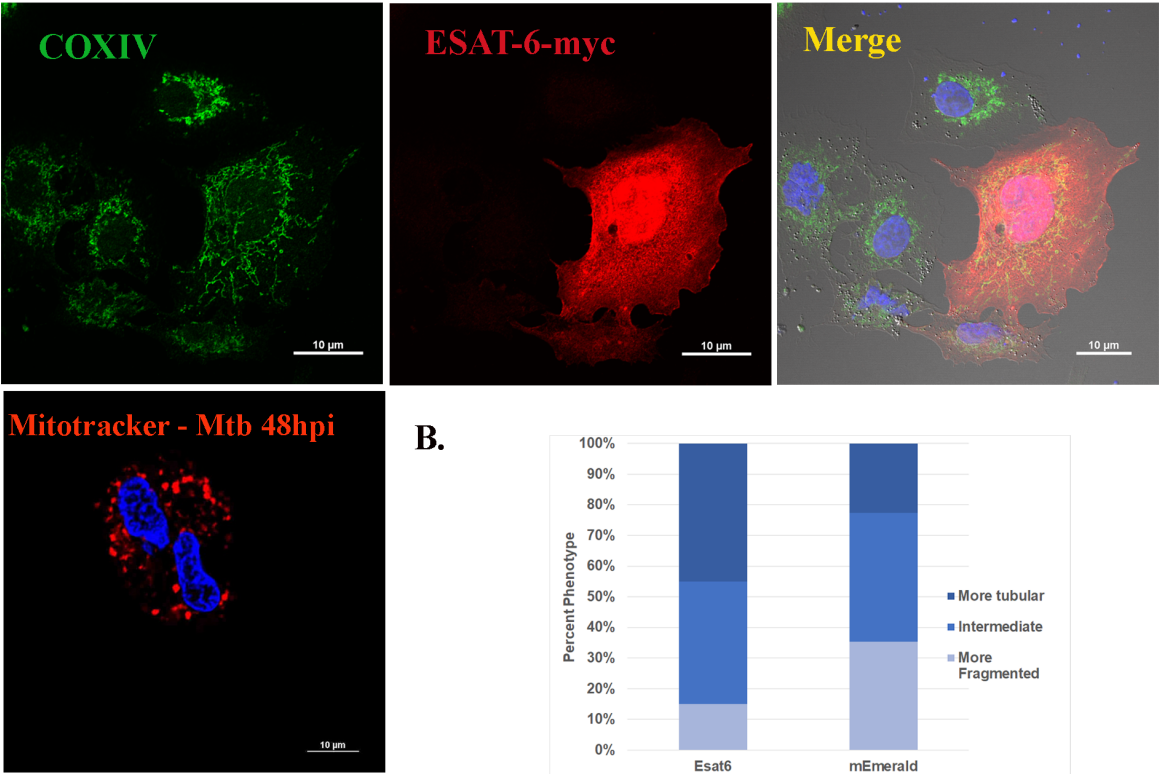 COXIV
ESAT-6-myc
Merge
10 µm
10 µm
10 µm
Mitotracker - Mtb 48hpi
10 µm
B.
Percent Phenotype
100%
90%
80%
70%
60%
50%
40%
30%
20%
10%
0%
Esat6
mEmerald
More tubular
Intermediate
More
Fragmented